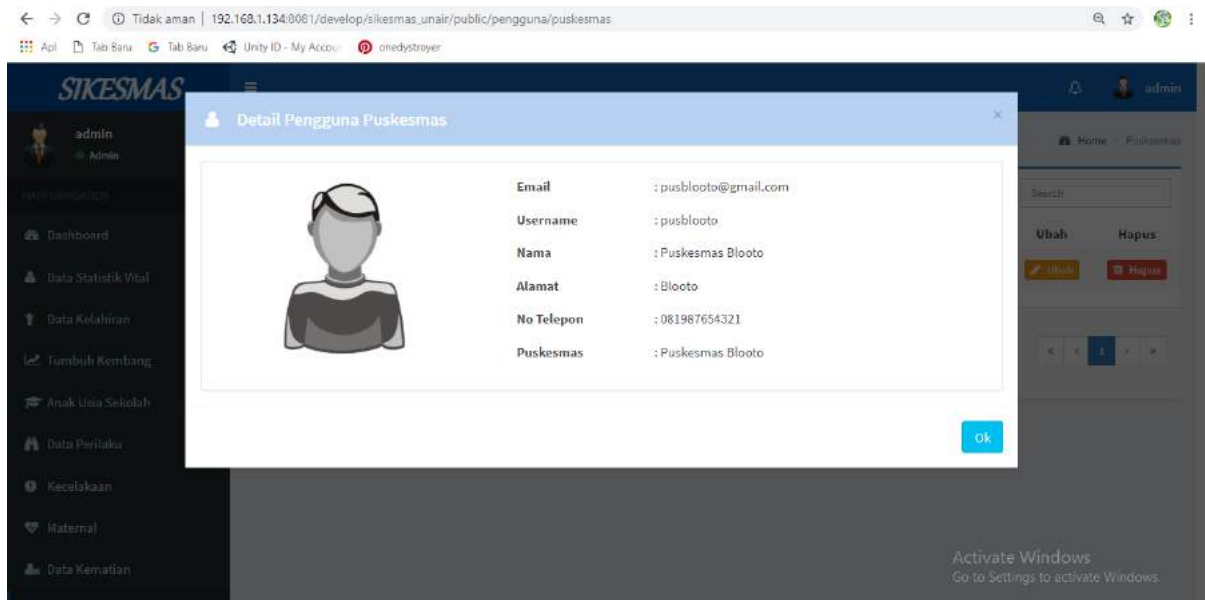 Tidak aman | 192.168.1.134:8081/develop/sikesmas_unair/public/pengguna/puskesmas
Apl Tab Baru Tab Baru Unity ID - My Accou onedystroyer
SIKESMAS admin
admin
Admin
Home Puskesmas
Detail Pengguna Puskesmas ×
Email : pusblooto@gmail.com
Username : pusblooto
Nama : Puskesmas Blooto
Alamat : Blooto
No Telepon : 081987654321
Puskesmas : Puskesmas Blooto
Ok
MAIN NAVIGATION
Dashboard
Data Statistik Vital
Data Kelahiran
Tumbuh Kembang
Anak Usia Sekolah
Data Perilaku
Kecelakaan
Maternal
Data Kematian
Search
Ubah Hapus
Ubah Hapus
« ‹ 1 › »
Activate Windows
Go to Settings to activate Windows.